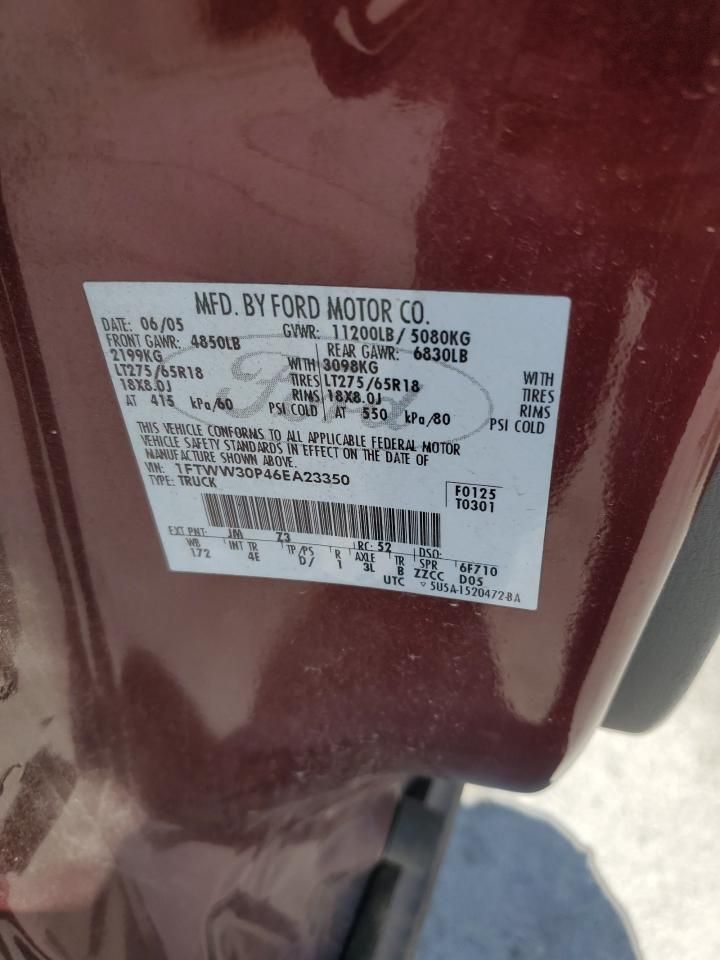 MFD. BY FORD MOTOR CO.
DATE: 06/05 GVWR: 11200LB/ 5080KG
FRONT GAWR: 4850LB REAR GAWR: 6830LB
2199KG WITH 3098KG WITH
LT275/65R18 TIRES LT275/65R18 TIRES
18X8.0J RIMS 18X8.0J RIMS
AT 415 kPa/60 PSI COLD AT 550 kPa/80 PSI COLD
THIS VEHICLE CONFORMS TO ALL APPLICABLE FEDERAL MOTOR
VEHICLE SAFETY STANDARDS IN EFFECT ON THE DATE OF
MANUFACTURE SHOWN ABOVE.
VIN: 1FTWW30P46EA23350
TYPE: TRUCK
F0125
T0301
EXT PNT: JM Z3 RC: 52 DSO:
WB INT TR TP/PS R AXLE TR SPR 6F710
172 4E D/ 1 3L B ZZCC D05
UTC ▽ 5USA-1520472-BA
Ford